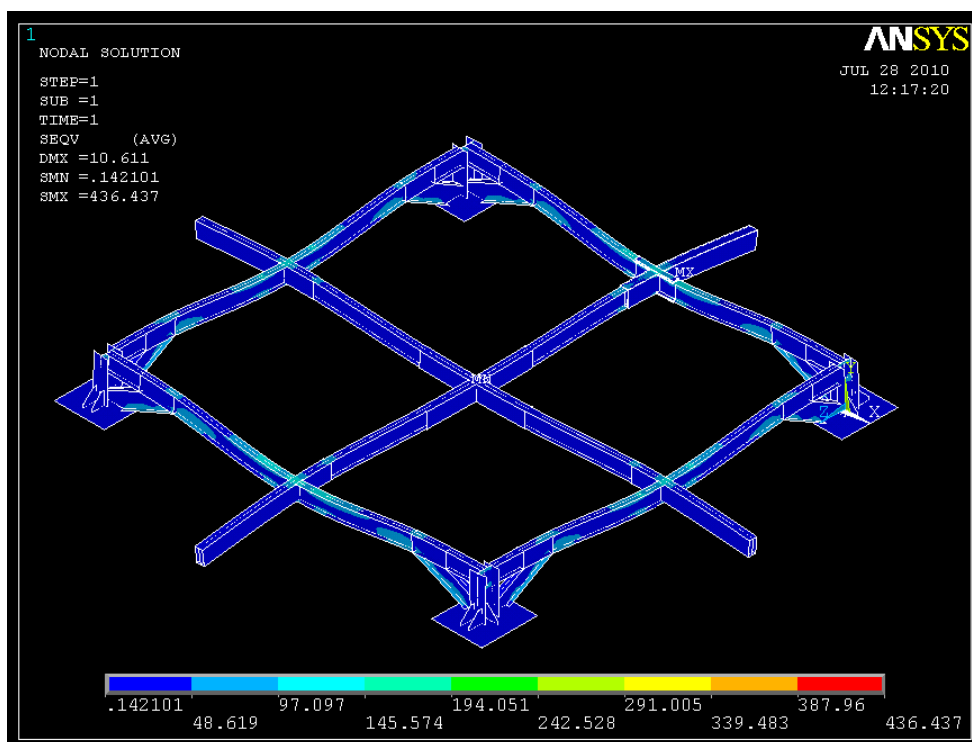 1
ANSYS
NODAL SOLUTION
JUL 28 2010
12:17:20
STEP=1
SUB =1
TIME=1
SEQV (AVG)
DMX =10.611
SMN =.142101
SMX =436.437
MX
MN
Z X
.142101 97.097 194.051 291.005 387.96
48.619 145.574 242.528 339.483 436.437